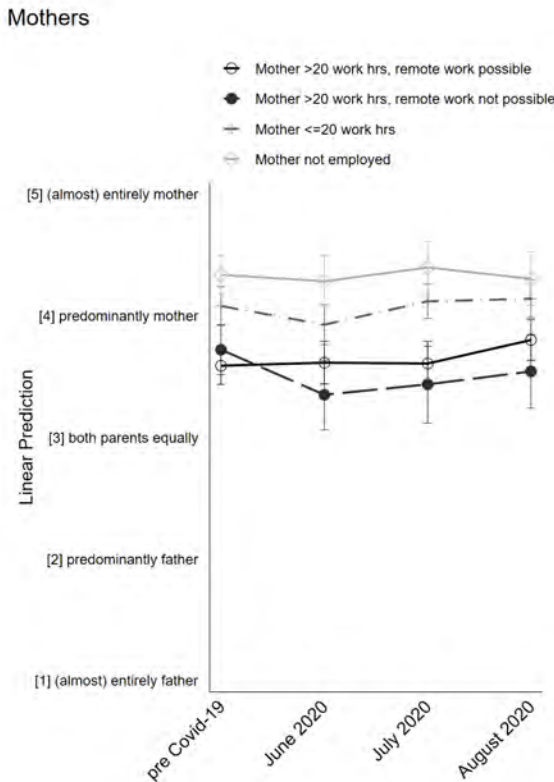 Mothers
Mother >20 work hrs, remote work possible
Mother >20 work hrs, remote work not possible
Mother <=20 work hrs
Mother not employed
[5] (almost) entirely mother
[4] predominantly mother
[3] both parents equally
[2] predominantly father
[1] (almost) entirely father
Linear Prediction
pre Covid-19
June 2020
July 2020
August 2020